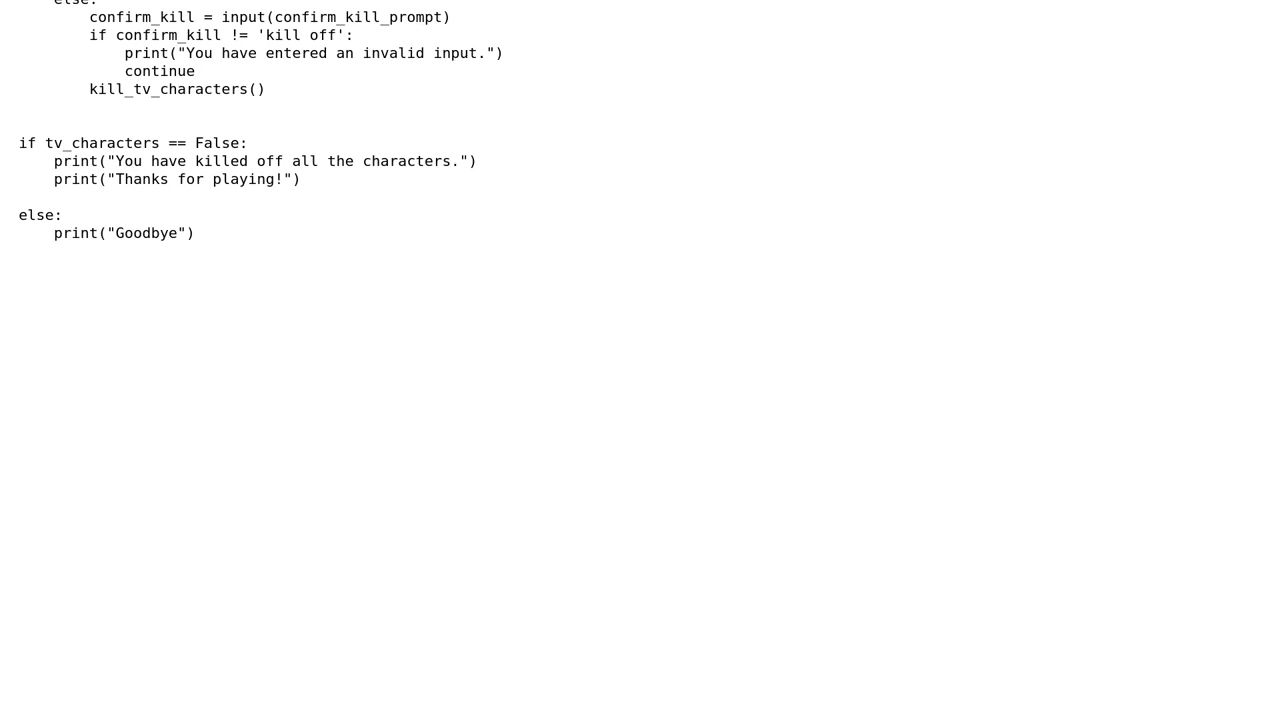 else:
        confirm_kill = input(confirm_kill_prompt)
        if confirm_kill != 'kill off':
            print("You have entered an invalid input.")
            continue
        kill_tv_characters()


if tv_characters == False:
    print("You have killed off all the characters.")
    print("Thanks for playing!")

else:
    print("Goodbye")